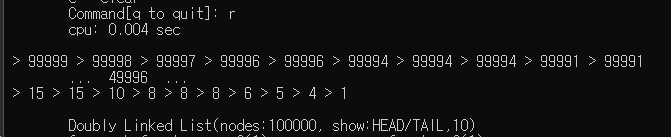 Command[q to quit]: r
cpu: 0.004 sec
> 99999 > 99998 > 99997 > 99996 > 99996 > 99994 > 99994 > 99994 > 99991 > 99991
... 49996 ...
> 15 > 15 > 10 > 8 > 8 > 8 > 6 > 5 > 4 > 1
Doubly Linked List(nodes:100000, show:HEAD/TAIL,10)